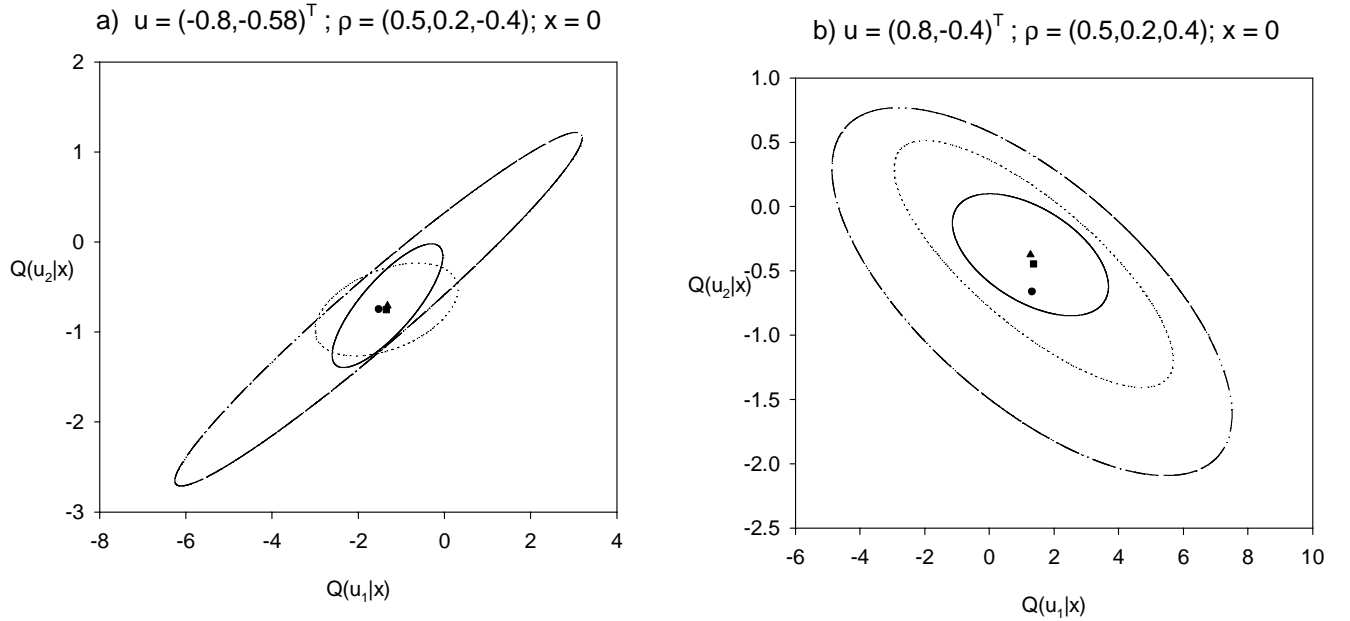 a) u = (-0.8,-0.58)ᵀ ; ρ = (0.5,0.2,-0.4); x = 0
2
1
0
-1
-2
-3
Q(u₂|x)
-8 -6 -4 -2 0 2 4
Q(u₁|x)
b) u = (0.8,-0.4)ᵀ ; ρ = (0.5,0.2,0.4); x = 0
1.0
0.5
0.0
-0.5
-1.0
-1.5
-2.0
-2.5
Q(u₂|x)
-6 -4 -2 0 2 4 6 8 10
Q(u₁|x)